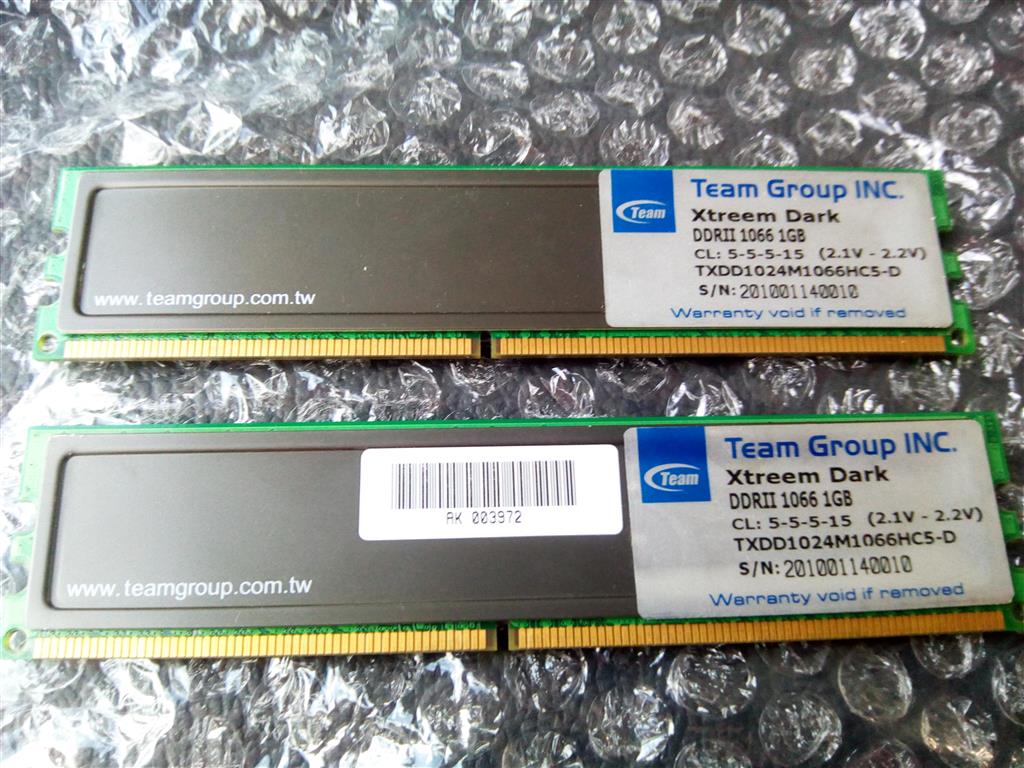 Team
Team Group INC.
Xtreem Dark
DDRII 1066 1GB
CL: 5-5-5-15 (2.1V - 2.2V)
TXDD1024M1066HC5-D
S/N: 201001140010
Warranty void if removed
www.teamgroup.com.tw
Team
Team Group INC.
Xtreem Dark
DDRII 1066 1GB
CL: 5-5-5-15 (2.1V - 2.2V)
TXDD1024M1066HC5-D
S/N: 201001140010
Warranty void if removed
AK 003972
www.teamgroup.com.tw